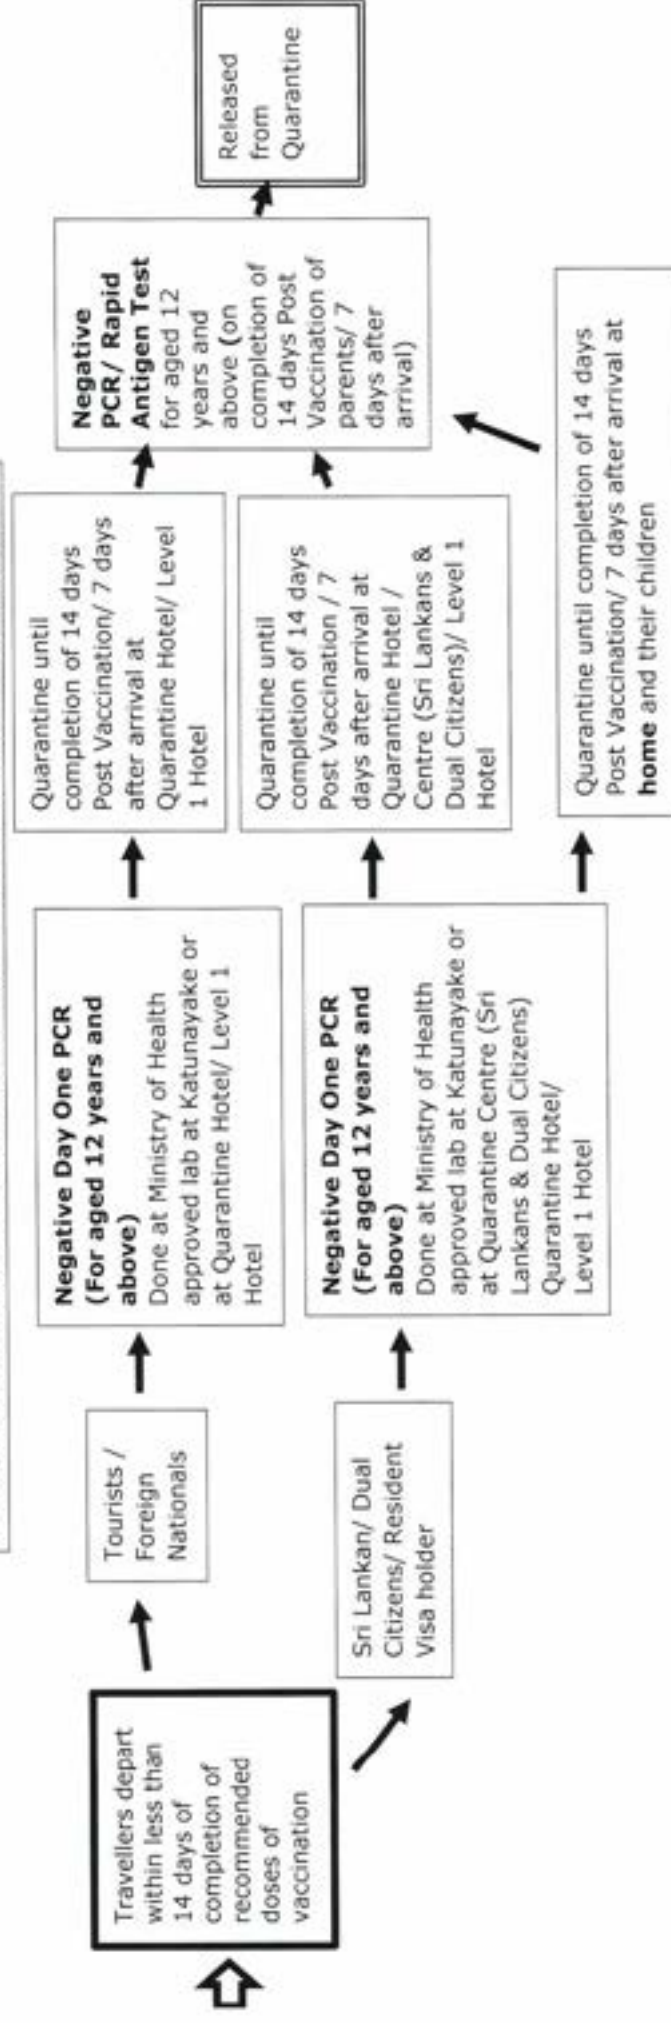 Travellers depart
within less than
14 days of
completion of
recommended
doses of
vaccination
Tourists /
Foreign
Nationals
Sri Lankan/ Dual
Citizens/ Resident
Visa holder
Negative Day One PCR
(For aged 12 years and
above)
Done at Ministry of Health
approved lab at Katunayake or
at Quarantine Hotel/ Level 1
Hotel
Negative Day One PCR
(For aged 12 years and
above)
Done at Ministry of Health
approved lab at Katunayake or
at Quarantine Centre (Sri
Lankans & Dual Citizens)
Quarantine Hotel/
Level 1 Hotel
Quarantine until
completion of 14 days
Post Vaccination/ 7 days
after arrival at
Quarantine Hotel/ Level
1 Hotel
Quarantine until
completion of 14 days
Post Vaccination / 7
days after arrival at
Quarantine Hotel /
Centre (Sri Lankans &
Dual Citizens)/ Level 1
Hotel
Quarantine until completion of 14 days
Post Vaccination/ 7 days after arrival at
home and their children
Negative
PCR/ Rapid
Antigen Test
for aged 12
years and
above (on
completion of
14 days Post
Vaccination of
parents/ 7
days after
arrival)
Released
from
Quarantine